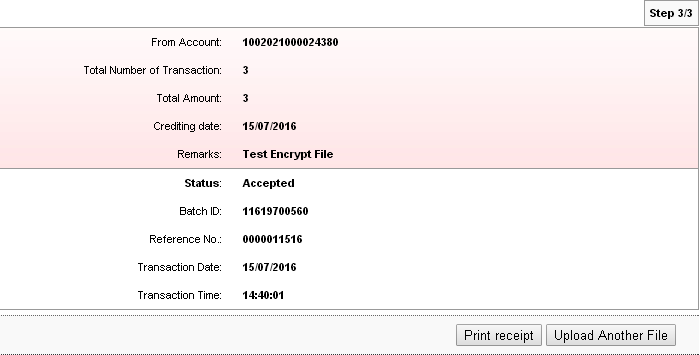 Step 3/3
From Account: 1002021000024380
Total Number of Transaction: 3
Total Amount: 3
Crediting date: 15/07/2016
Remarks: Test Encrypt File
Status: Accepted
Batch ID: 11619700560
Reference No.: 0000011516
Transaction Date: 15/07/2016
Transaction Time: 14:40:01
Print receipt Upload Another File